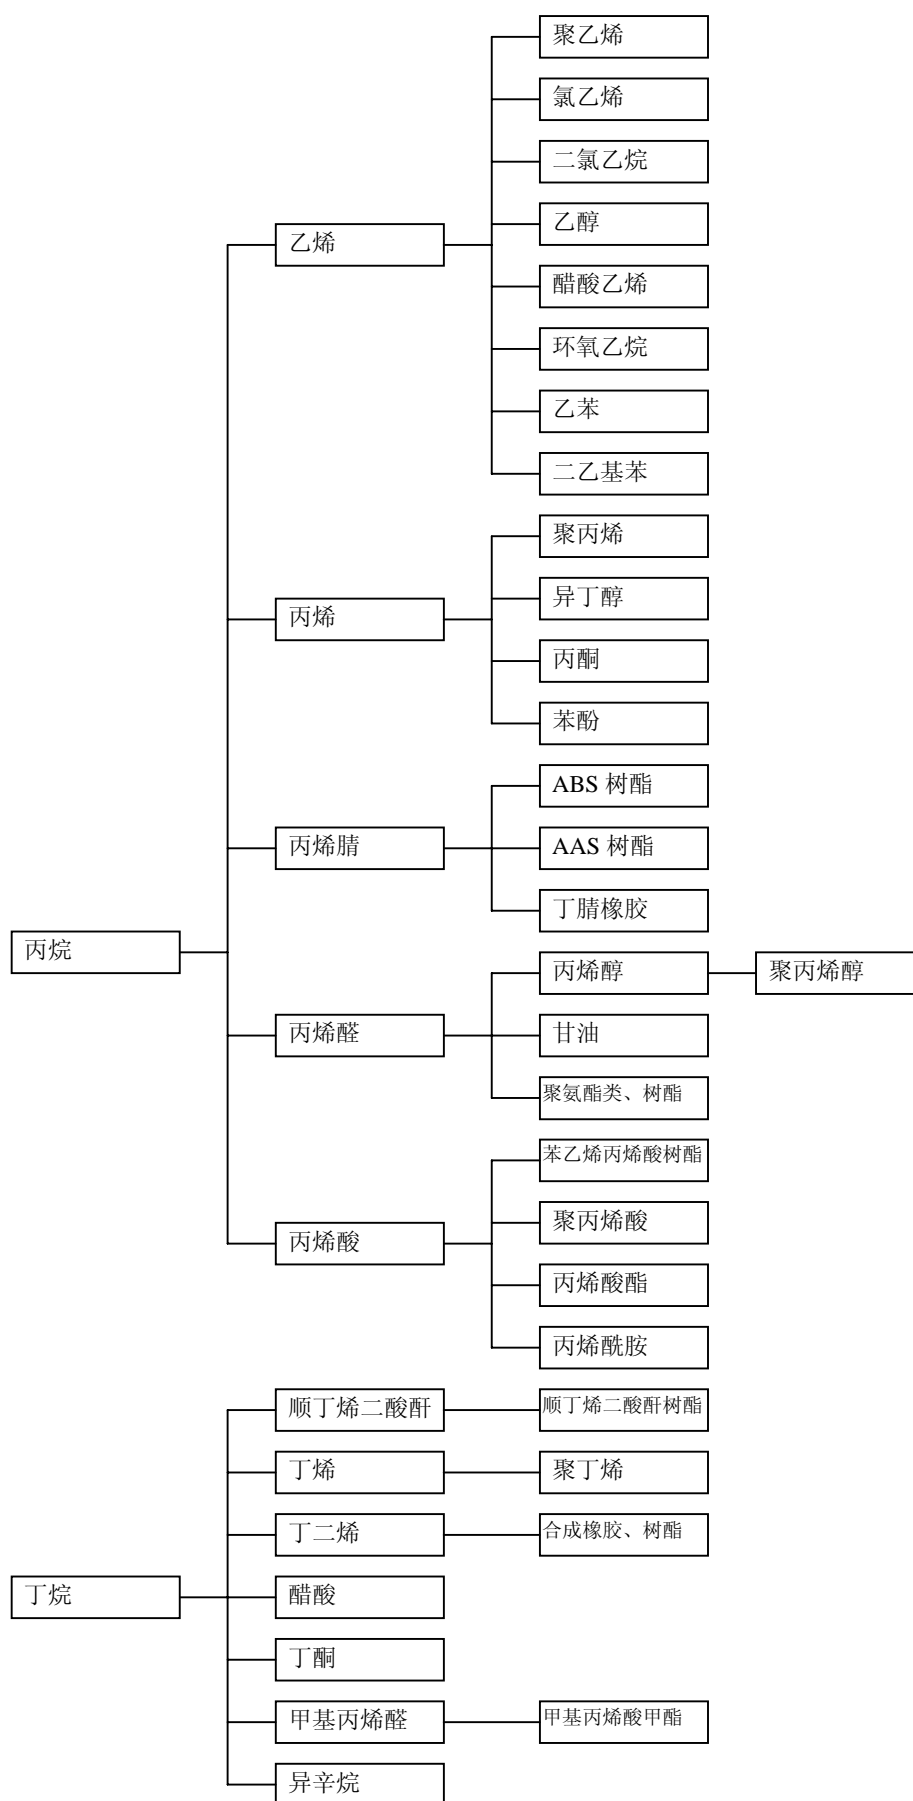 聚乙烯
氯乙烯
二氯乙烷
乙烯
乙醇
醋酸乙烯
环氧乙烷
乙苯
二乙基苯
聚丙烯
丙烯
异丁醇
丙酮
苯酚
ABS 树酯
丙烯腈
AAS 树酯
丁腈橡胶
丙烷
丙烯醇
聚丙烯醇
丙烯醛
甘油
聚氨酯类、树酯
苯乙烯丙烯酸树酯
丙烯酸
聚丙烯酸
丙烯酸酯
丙烯酰胺
顺丁烯二酸酐
顺丁烯二酸酐树酯
丁烯
聚丁烯
丁二烯
合成橡胶、树酯
丁烷
醋酸
丁酮
甲基丙烯醛
甲基丙烯酸甲酯
异辛烷